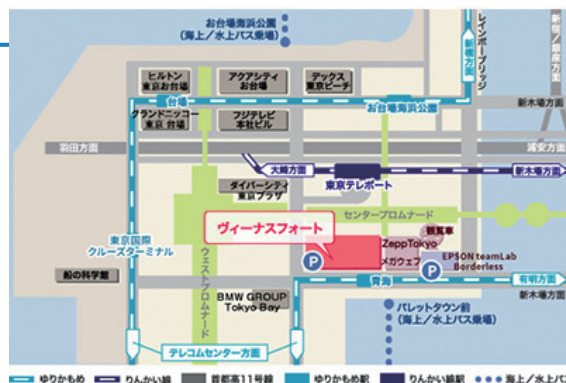 お台場海浜公園
(海上/水上バス乗場)
レインボーブリッジ
新橋方面
新宿/銀座方面
ヒルトン
東京お台場
アクアシティ
お台場
デックス
東京ビーチ
台場
お台場海浜公園
新木場方面
グランドニッコー
東京 台場
フジテレビ
本社ビル
羽田方面
浦安方面
大崎方面
東京テレポート
新木場方面
ダイバーシティ
東京プラザ
センタープロムナード
ヴィーナスフォート
観覧車
ZeppTokyo
メガウェブ
EPSON teamLab
Borderless
P
P
東京国際
クルーズターミナル
ウエストプロムナード
船の科学館
青海
有明方面
新木場方面
BMW GROUP
Tokyo Bay
パレットタウン前
(海上/水上バス乗場)
テレコムセンター方面
ゆりかもめ
りんかい線
首都高11号線
ゆりかもめ駅
りんかい線駅
海上/水上バス